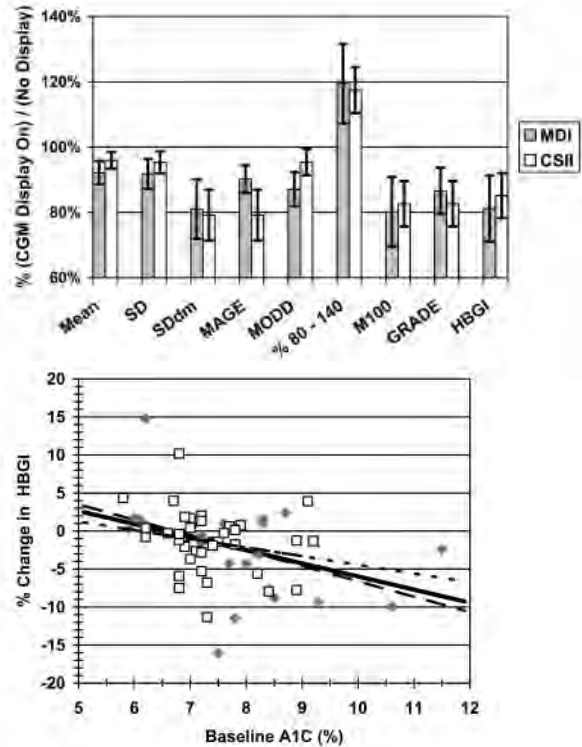 % (CGM Display On) / (No Display)
140%
120%
100%
80%
60%
MDI
CSII
Mean
SD
SDdm
MAGE
MODD
% 80 - 140
M100
GRADE
HBGI
% Change in HBGI
20
15
10
5
0
-5
-10
-15
-20
5
6
7
8
9
10
11
12
Baseline A1C (%)